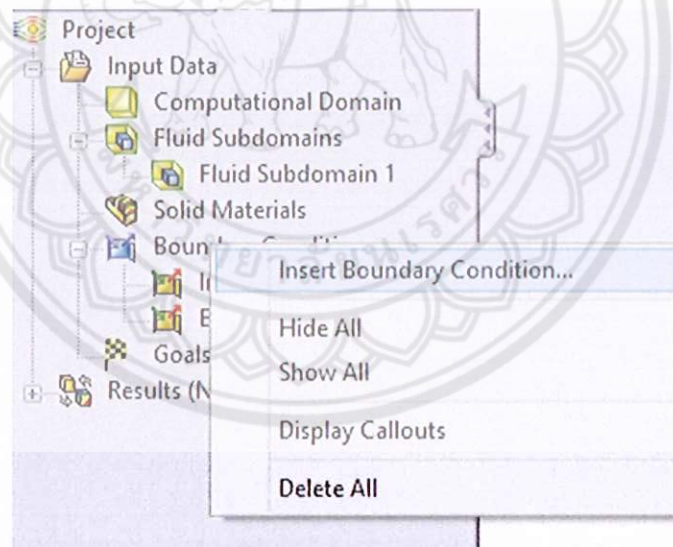 Project
Input Data
Computational Domain
Fluid Subdomains
Fluid Subdomain 1
Solid Materials
Insert Boundary Condition...
Hide All
Goals
Show All
Results (N
Display Callouts
Delete All